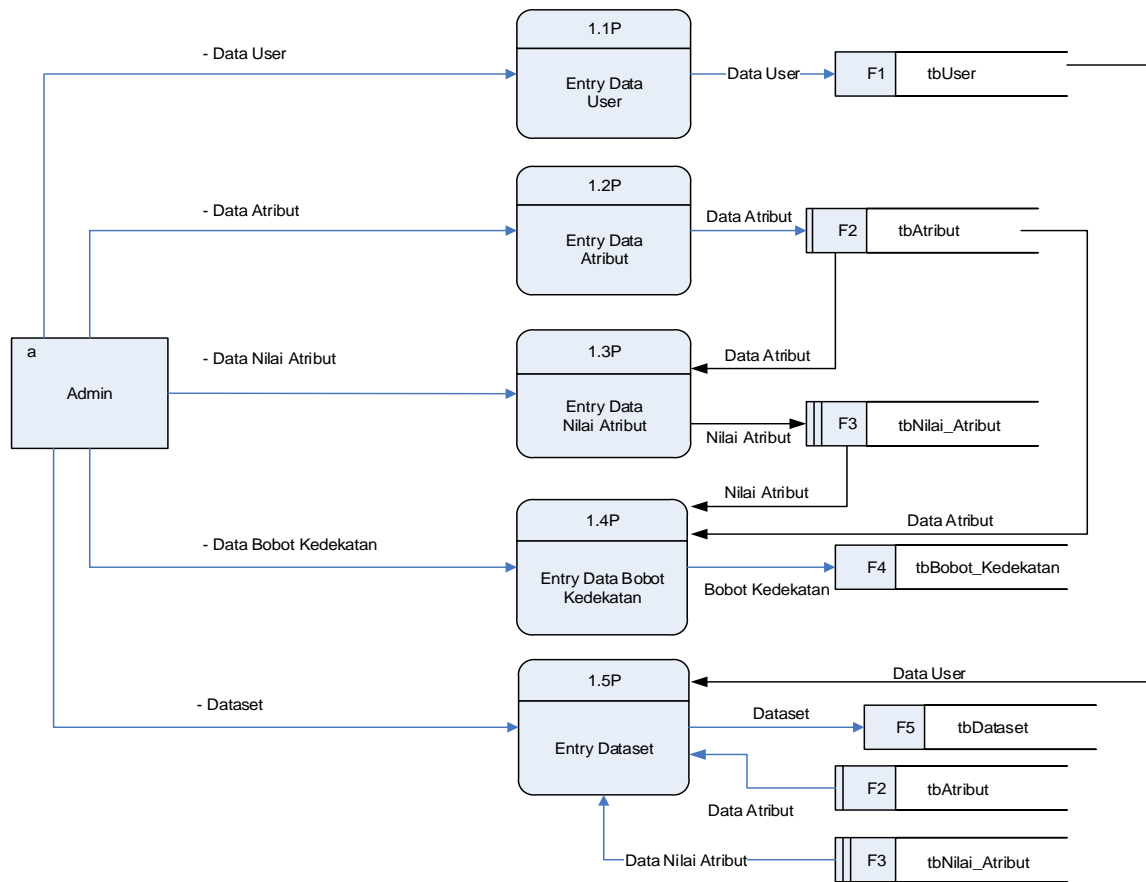 1.1P
- Data User
Entry Data
User
Data User
F1
tbUser
1.2P
- Data Atribut
Entry Data
Atribut
Data Atribut
F2
tbAtribut
a
Admin
- Data Nilai Atribut
1.3P
Data Atribut
Entry Data
Nilai Atribut
Nilai Atribut
F3
tbNilai_Atribut
Nilai Atribut
1.4P
Data Atribut
- Data Bobot Kedekatan
Entry Data Bobot
Kedekatan
Bobot Kedekatan
F4
tbBobot_Kedekatan
1.5P
Data User
- Dataset
Entry Dataset
Dataset
F5
tbDataset
Data Atribut
F2
tbAtribut
Data Nilai Atribut
F3
tbNilai_Atribut